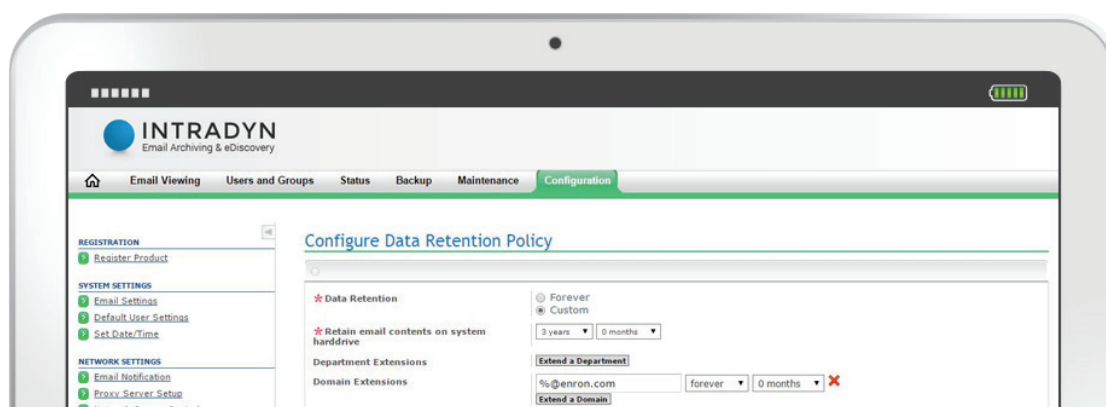 INTRADYN
Email Archiving & eDiscovery
Email Viewing Users and Groups Status Backup Maintenance Configuration
REGISTRATION
Register Product
SYSTEM SETTINGS
Email Settings
Default User Settings
Set Date/Time
NETWORK SETTINGS
Email Notification
Proxy Server Setup
Configure Data Retention Policy
*Data Retention
Forever
Custom
*Retain email contents on system harddrive
3 years 0 months
Department Extensions
Extend a Department
Domain Extensions
%@enron.com forever 0 months
Extend a Domain